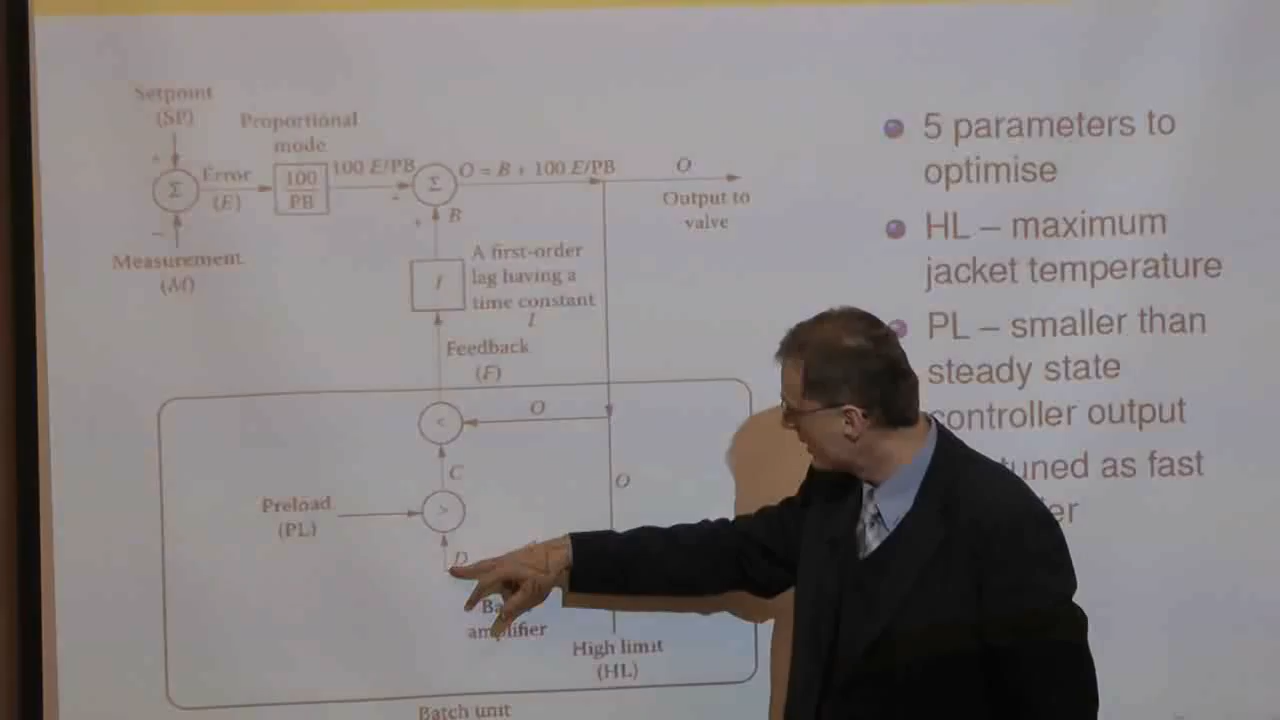 Setpoint
(SP)
+
Σ
−
Measurement
(M)
Error
(E)
Proportional
mode
100
PB
100 E/PB
Σ
+
B
O = B + 100 E/PB
O
Output to
valve
A first-order
lag having a
time constant
I
f
Feedback
(F)
<
O
C
O
Preload
(PL)
>
D
amplifier
High limit
(HL)
Batch unit
5 parameters to
optimise
HL – maximum
jacket temperature
PL – smaller than
steady state
controller output
tuned as fast